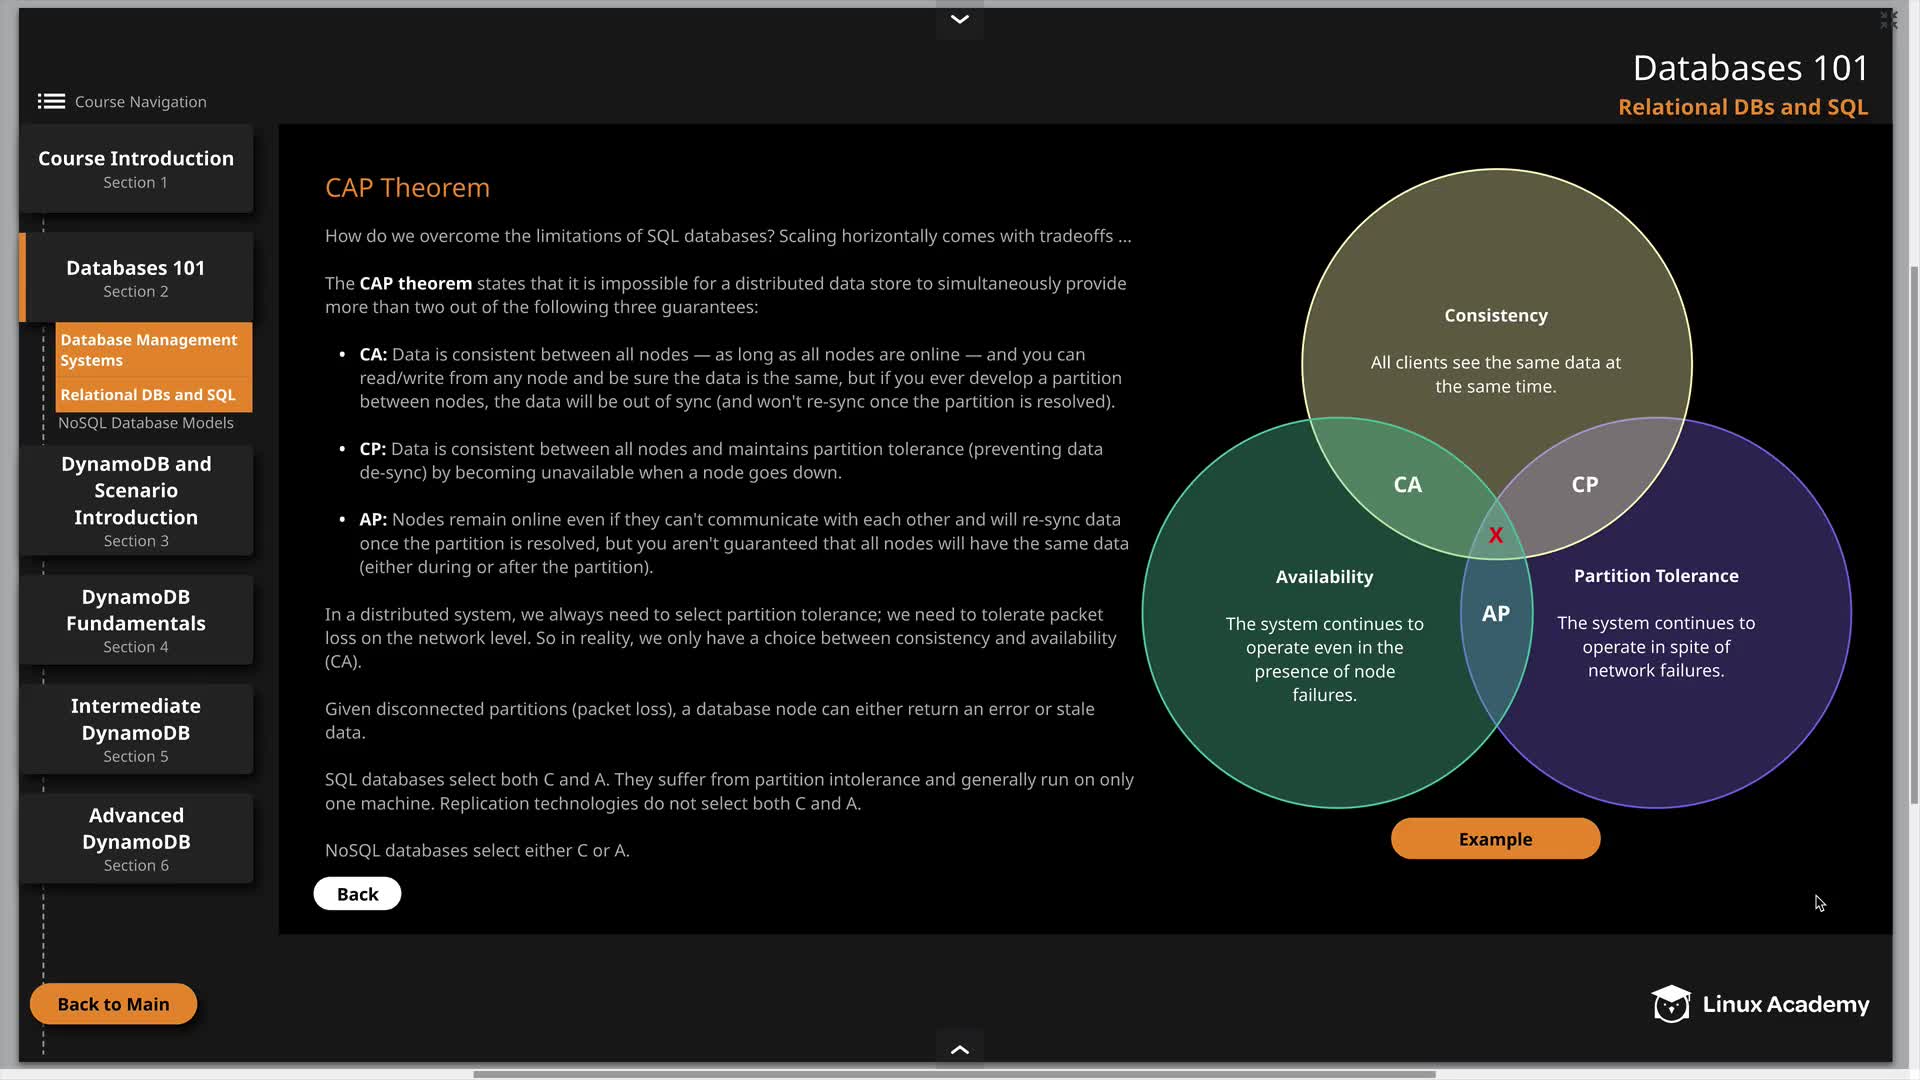 Databases 101
Relational DBs and SQL
Course Navigation
Course Introduction
Section 1
Databases 101
Section 2
Database Management
Systems
Relational DBs and SQL
NoSQL Database Models
DynamoDB and
Scenario
Introduction
Section 3
DynamoDB
Fundamentals
Section 4
Intermediate
DynamoDB
Section 5
Advanced
DynamoDB
Section 6
Back to Main
CAP Theorem
How do we overcome the limitations of SQL databases? Scaling horizontally comes with tradeoffs ...
The CAP theorem states that it is impossible for a distributed data store to simultaneously provide
more than two out of the following three guarantees:
• CA: Data is consistent between all nodes — as long as all nodes are online — and you can
read/write from any node and be sure the data is the same, but if you ever develop a partition
between nodes, the data will be out of sync (and won't re-sync once the partition is resolved).
• CP: Data is consistent between all nodes and maintains partition tolerance (preventing data
de-sync) by becoming unavailable when a node goes down.
• AP: Nodes remain online even if they can't communicate with each other and will re-sync data
once the partition is resolved, but you aren't guaranteed that all nodes will have the same data
(either during or after the partition).
In a distributed system, we always need to select partition tolerance; we need to tolerate packet
loss on the network level. So in reality, we only have a choice between consistency and availability
(CA).
Given disconnected partitions (packet loss), a database node can either return an error or stale
data.
SQL databases select both C and A. They suffer from partition intolerance and generally run on only
one machine. Replication technologies do not select both C and A.
NoSQL databases select either C or A.
Back
Consistency
All clients see the same data at
the same time.
CA
CP
X
AP
Availability
The system continues to
operate even in the
presence of node
failures.
Partition Tolerance
The system continues to
operate in spite of
network failures.
Example
Linux Academy